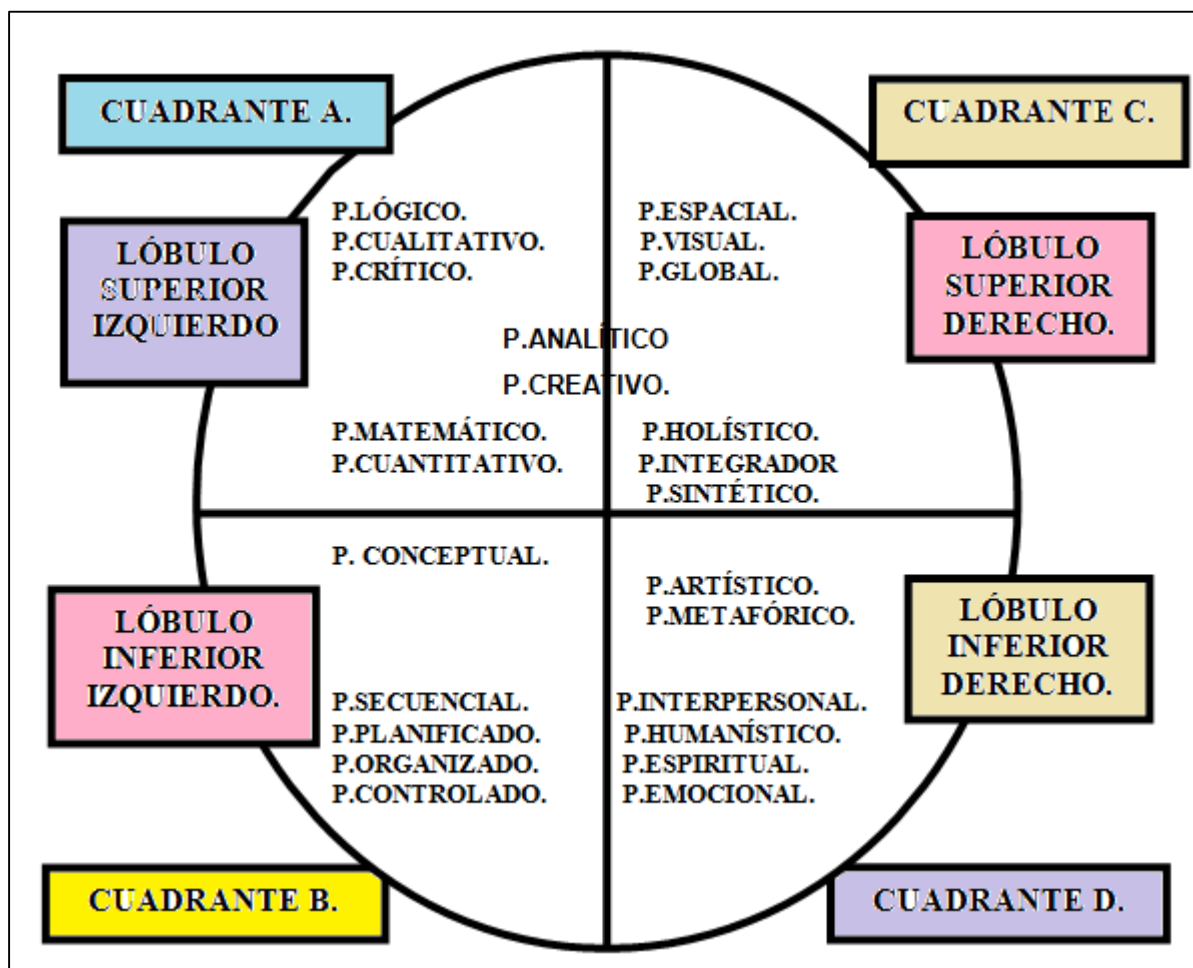 CUADRANTE A.
CUADRANTE C.
LÓBULO
SUPERIOR
IZQUIERDO
P.LÓGICO.
P.CUALITATIVO.
P.CRÍTICO.
P.ESPACIAL.
P.VISUAL.
P.GLOBAL.
LÓBULO
SUPERIOR
DERECHO.
P.ANALÍTICO
P.CREATIVO.
P.MATEMÁTICO.
P.CUANTITATIVO.
P.HOLÍSTICO.
P.INTEGRADOR
P.SINTÉTICO.
P. CONCEPTUAL.
P.ARTÍSTICO.
P.METAFÓRICO.
LÓBULO
INFERIOR
IZQUIERDO.
LÓBULO
INFERIOR
DERECHO.
P.SECUENCIAL.
P.PLANIFICADO.
P.ORGANIZADO.
P.CONTROLADO.
P.INTERPERSONAL.
P.HUMANÍSTICO.
P.ESPIRITUAL.
P.EMOCIONAL.
CUADRANTE B.
CUADRANTE D.